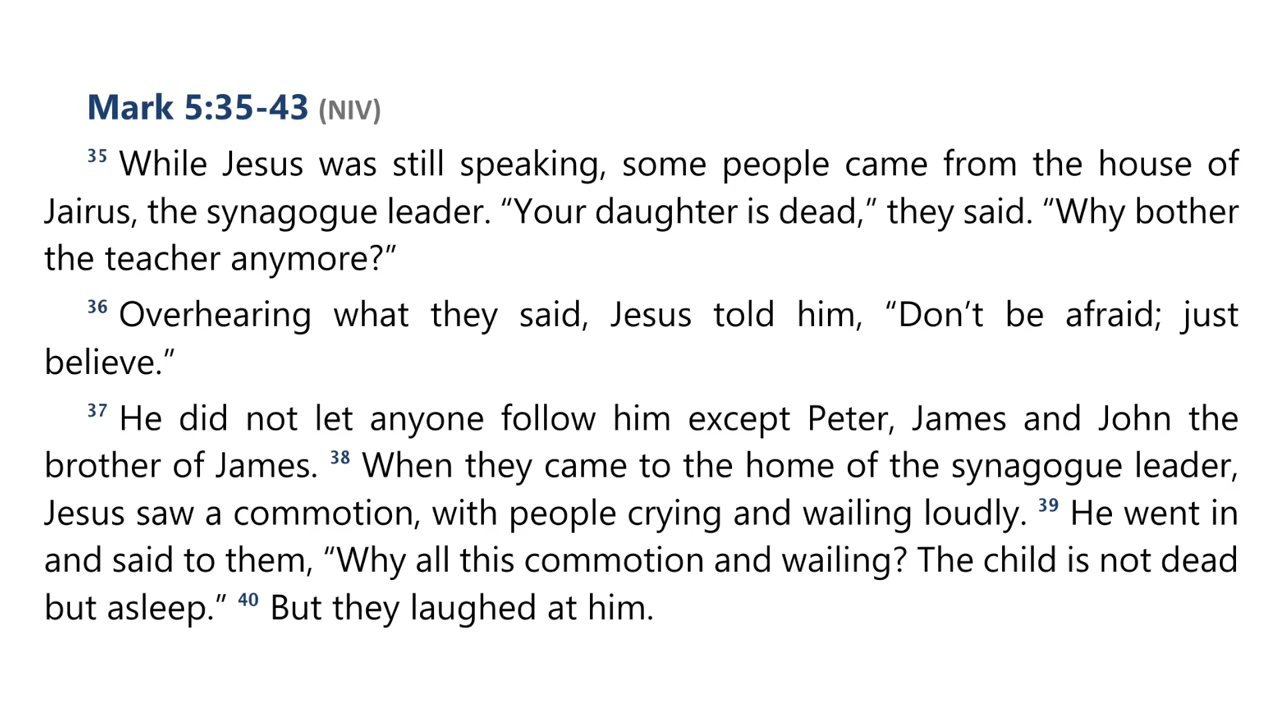 Mark 5:35-43 (NIV)
35 While Jesus was still speaking, some people came from the house of
Jairus, the synagogue leader. “Your daughter is dead,” they said. “Why bother
the teacher anymore?”
36 Overhearing what they said, Jesus told him, “Don’t be afraid; just
believe.”
37 He did not let anyone follow him except Peter, James and John the
brother of James. 38 When they came to the home of the synagogue leader,
Jesus saw a commotion, with people crying and wailing loudly. 39 He went in
and said to them, “Why all this commotion and wailing? The child is not dead
but asleep.” 40 But they laughed at him.